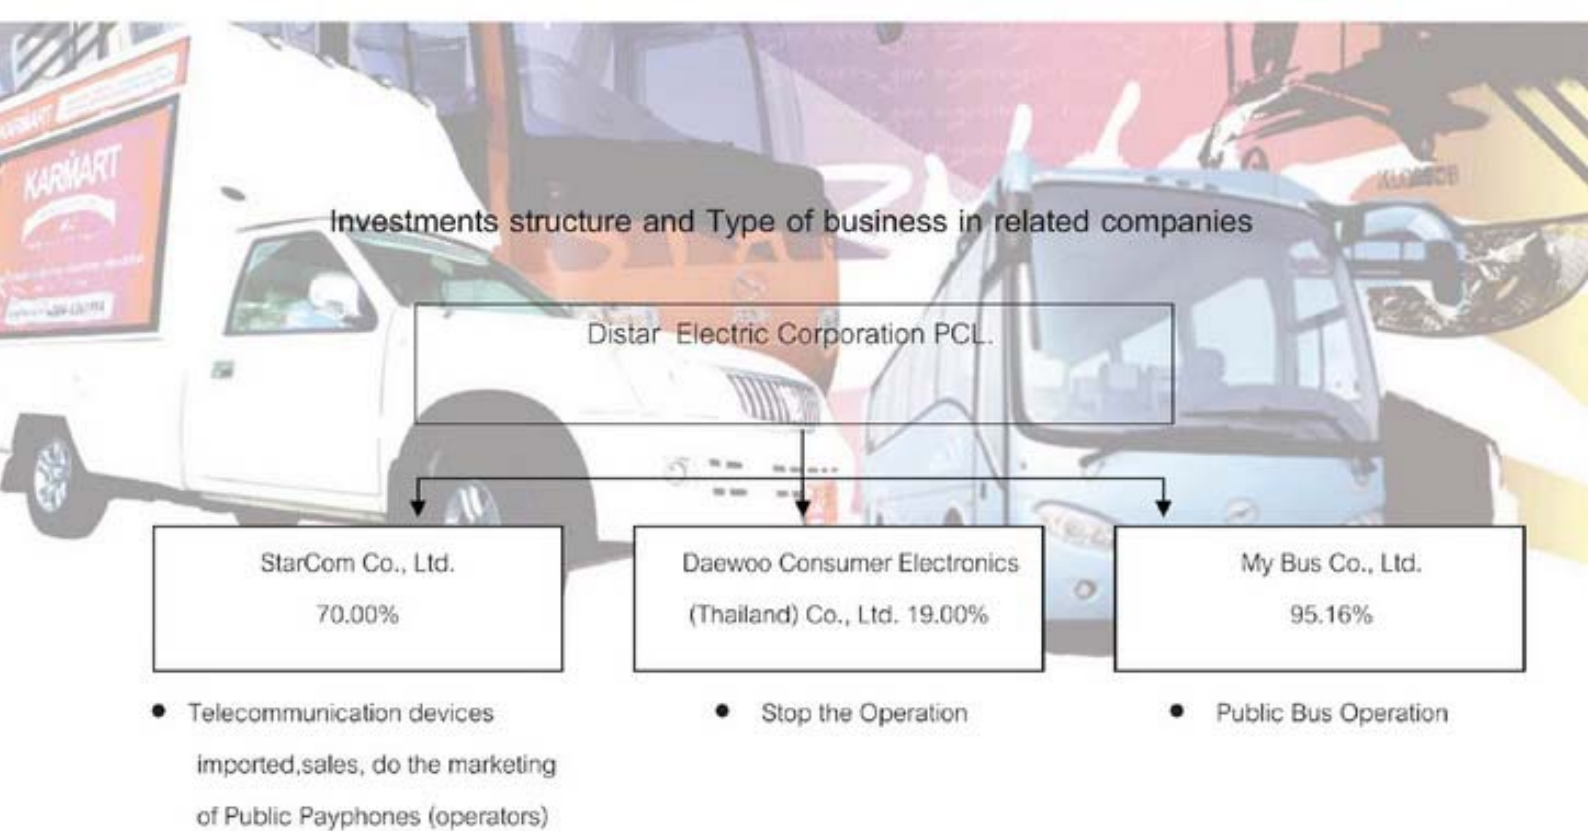 KARMART
KARMART
Investments structure and Type of business in related companies
Distar Electric Corporation PCL.
StarCom Co., Ltd.
70.00%
Daewoo Consumer Electronics
(Thailand) Co., Ltd. 19.00%
My Bus Co., Ltd.
95.16%
● Telecommunication devices
imported,sales, do the marketing
of Public Payphones (operators)
● Stop the Operation
● Public Bus Operation